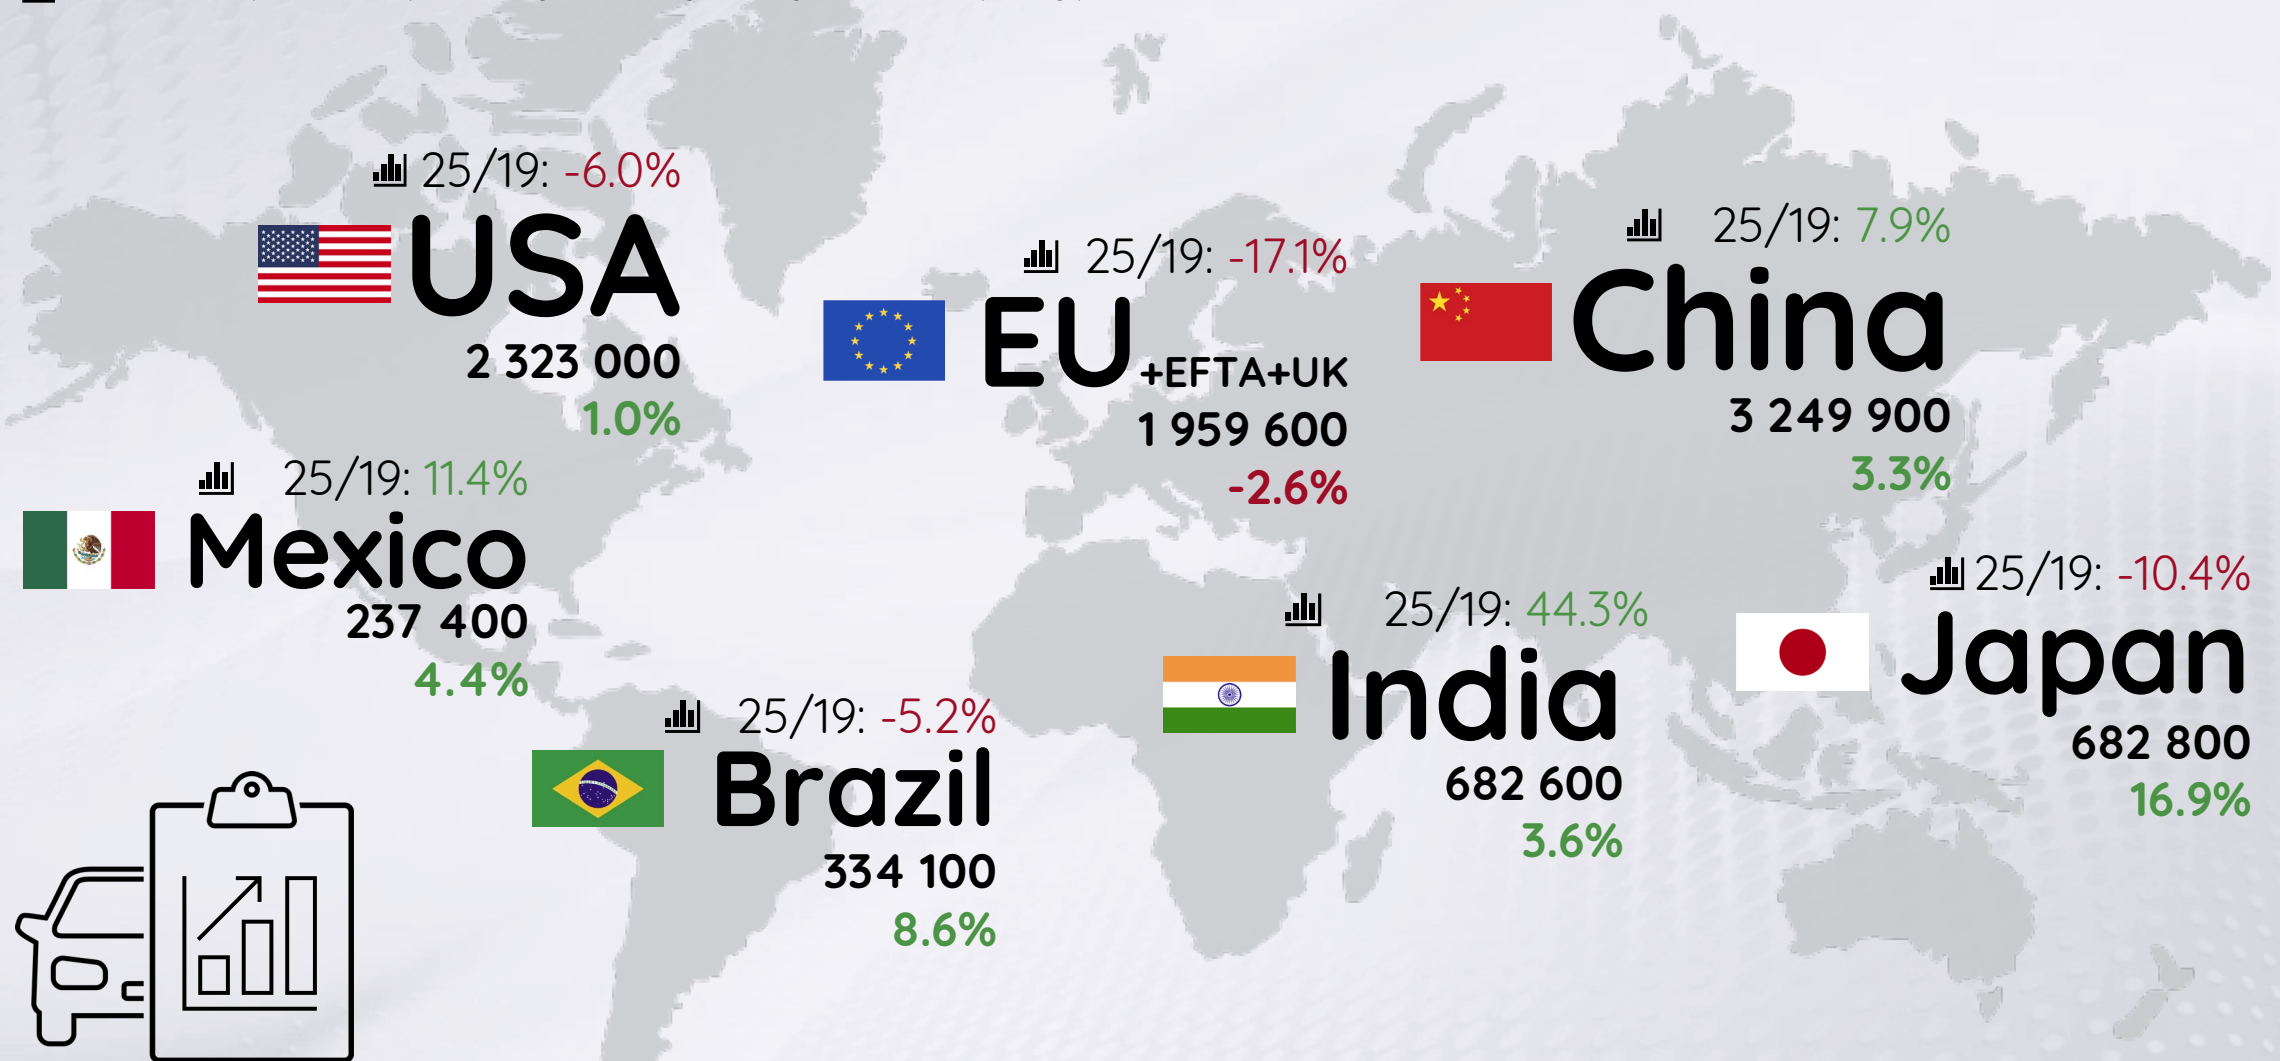 25/19: -6.0%
USA
2 323 000
1.0%
25/19: -17.1%
EU+EFTA+UK
1 959 600
-2.6%
25/19: 7.9%
China
3 249 900
3.3%
25/19: 11.4%
Mexico
237 400
4.4%
25/19: -5.2%
Brazil
334 100
8.6%
25/19: 44.3%
India
682 600
3.6%
25/19: -10.4%
Japan
682 800
16.9%